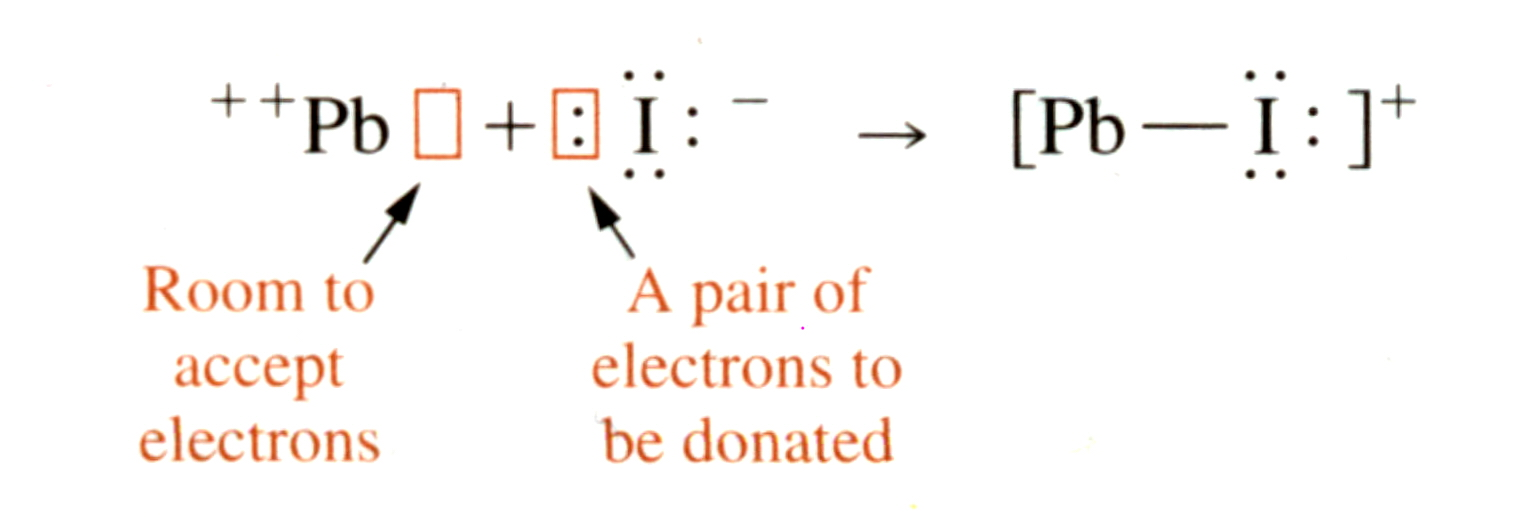 ⁺⁺Pb □ + : I : ⁻ → [Pb — I : ]⁺
Room to
accept
electrons
A pair of
electrons to
be donated